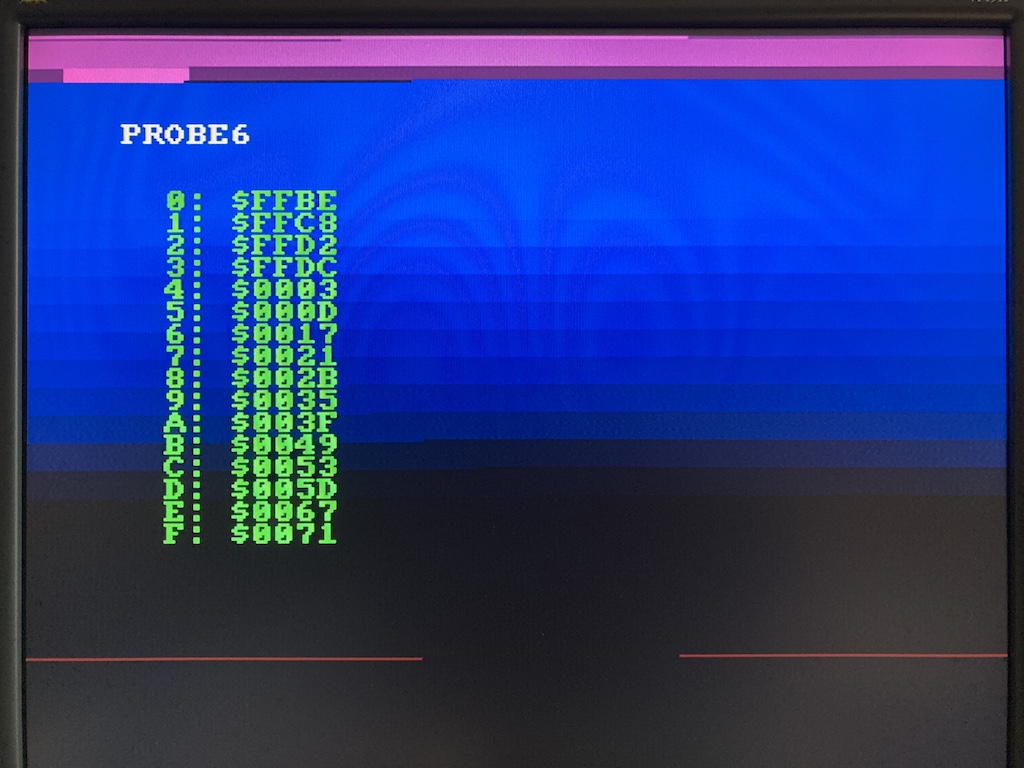 PROBE6
0: $FFBE
1: $FFC8
2: $FFD2
3: $FFDC
4: $0003
5: $000D
6: $0017
7: $0021
8: $002B
9: $0035
A: $003F
B: $0049
C: $0053
D: $005D
E: $0067
F: $0071